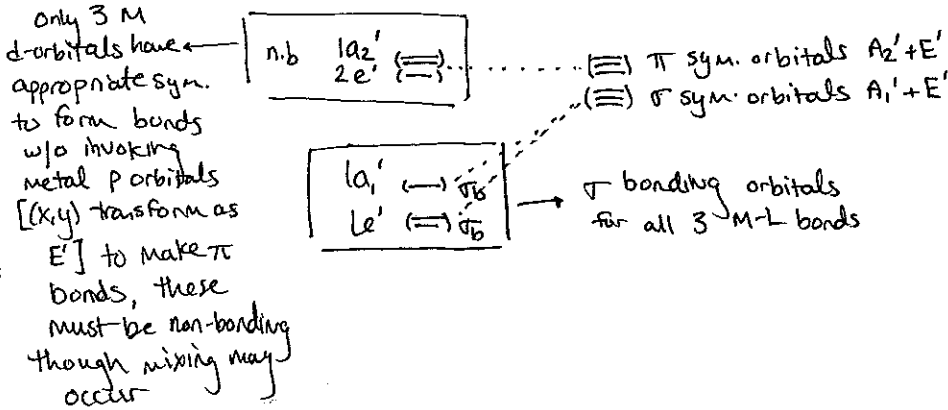 only 3 M
d-orbitals have
appropriate sym.
to form bonds
w/o invoking
metal p orbitals
[(x,y) transform as
E'] to make π
bonds, these
must be non-bonding
though mixing may
occur
n.b 1a₂'
2e'
(≡) π sym. orbitals A₂'+E'
(≡) σ sym. orbitals A₁'+E'
1a₁' (—) σb
1e' (=) σb
σ bonding orbitals
for all 3 M-L bonds